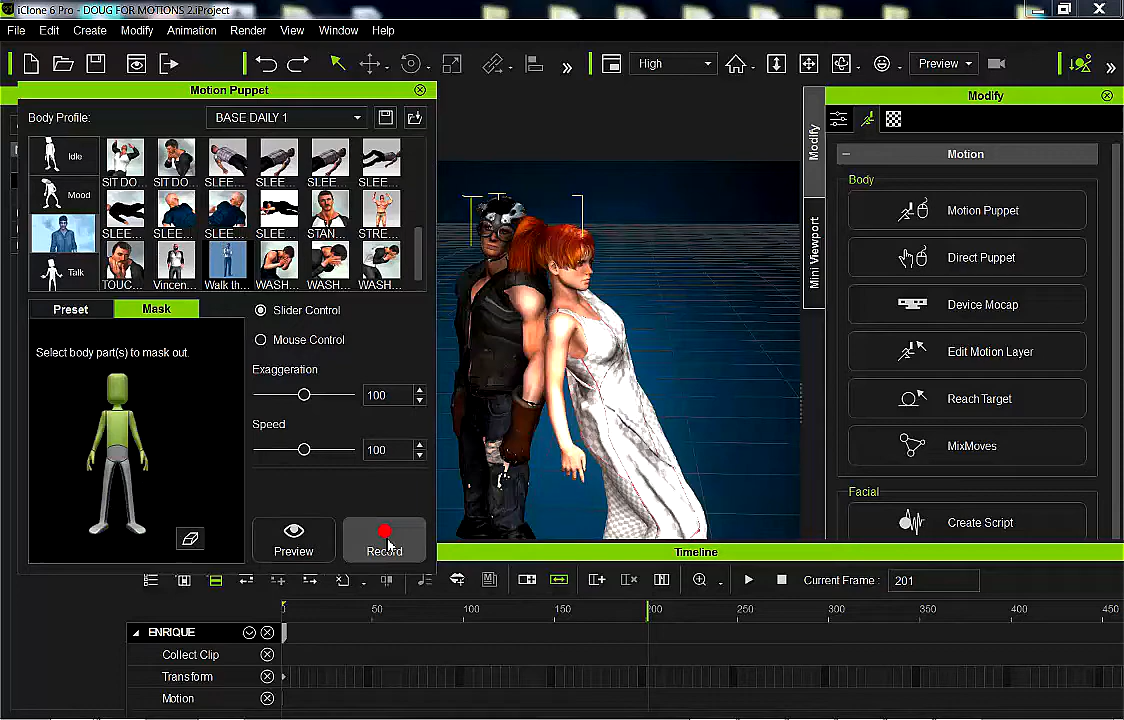 iClone 6 Pro - DOUG FOR MOTIONS 2.iProject
File Edit Create Modify Animation Render View Window Help
High
Preview
Motion Puppet
Body Profile: BASE DAILY 1
Idle
Mood
Talk
SIT DO... SIT DO... SLEE... SLEE... SLEE... SLEE...
SLEE... SLEE... SLEE... SLEE... STAN... STRE...
TOUC... Vincen... Walk th... WASH... WASH... WASH...
Preset Mask
Select body part(s) to mask out.
Slider Control
Mouse Control
Exaggeration
100
Speed
100
Preview
Record
Modify
Mini Viewport
Modify
Motion
Body
Motion Puppet
Direct Puppet
Device Mocap
Edit Motion Layer
Reach Target
MixMoves
Facial
Create Script
Timeline
Current Frame : 201
50 100 150 200 250 300 350 400 450
ENRIQUE
Collect Clip
Transform
Motion